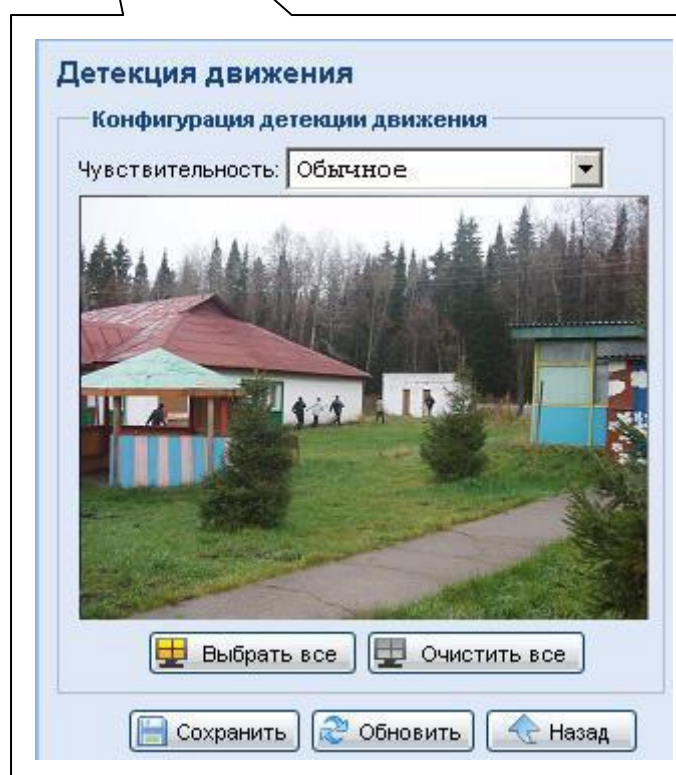 Детекция движения
Конфигурация детекции движения
Чувствительность: Обычное
Выбрать все Очистить все
Сохранить Обновить Назад